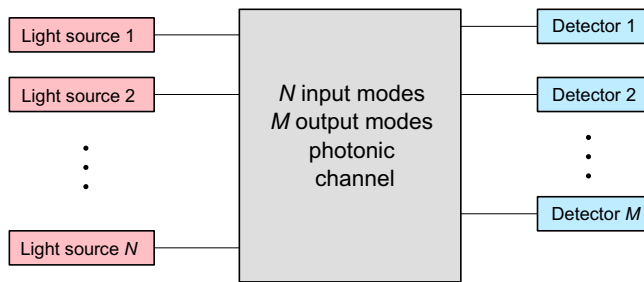 Light source 1
Light source 2
Light source N
N input modes
M output modes
photonic
channel
Detector 1
Detector 2
Detector M